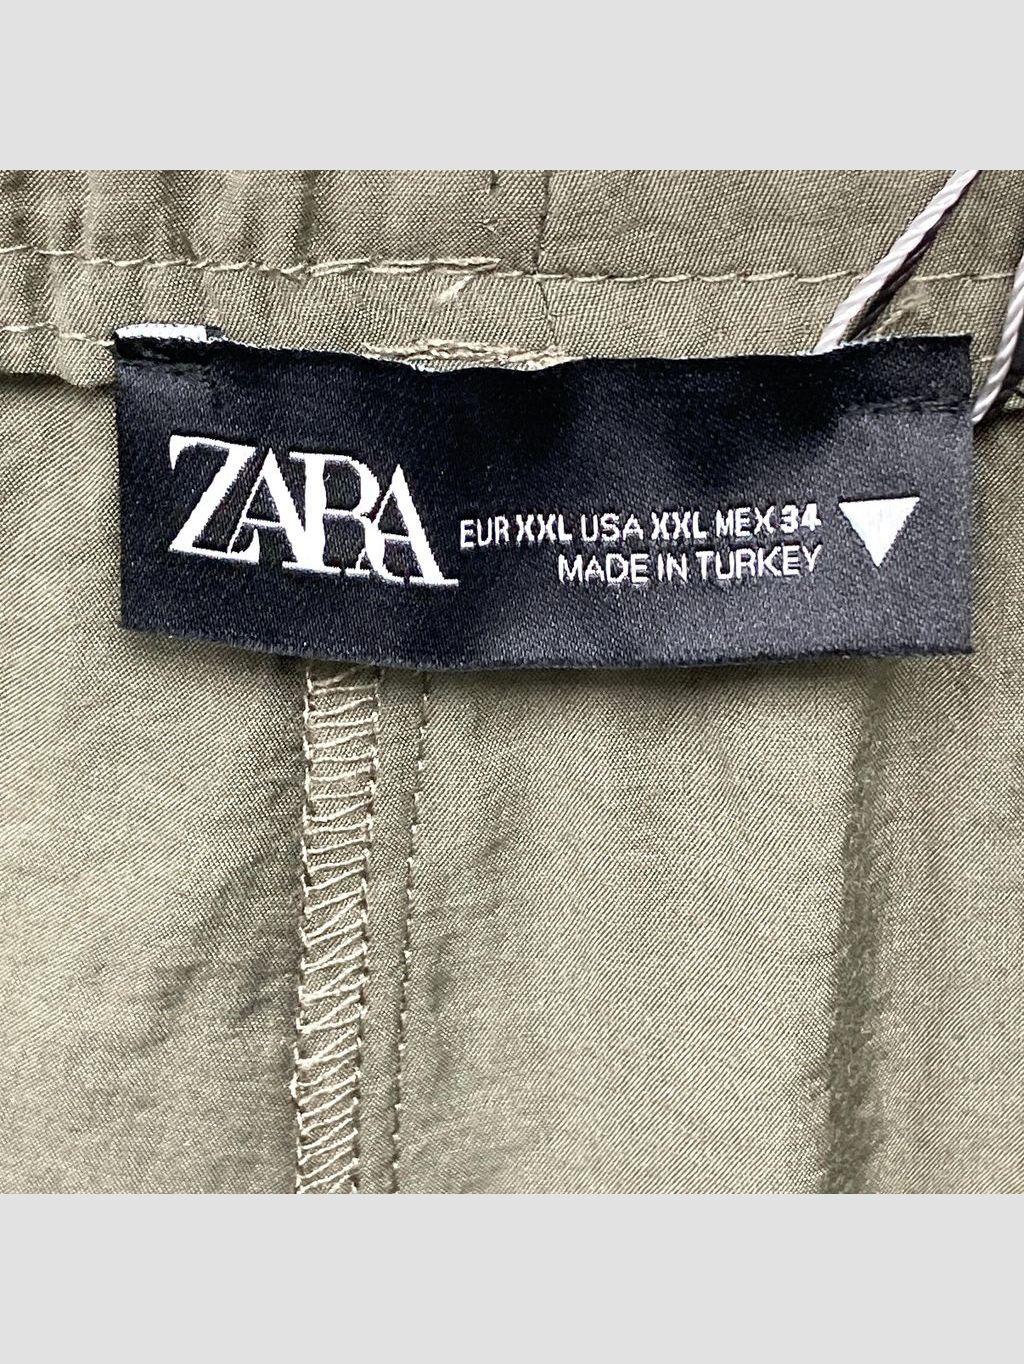 ZARA
EUR XXL USA XXL MEX 34
MADE IN TURKEY